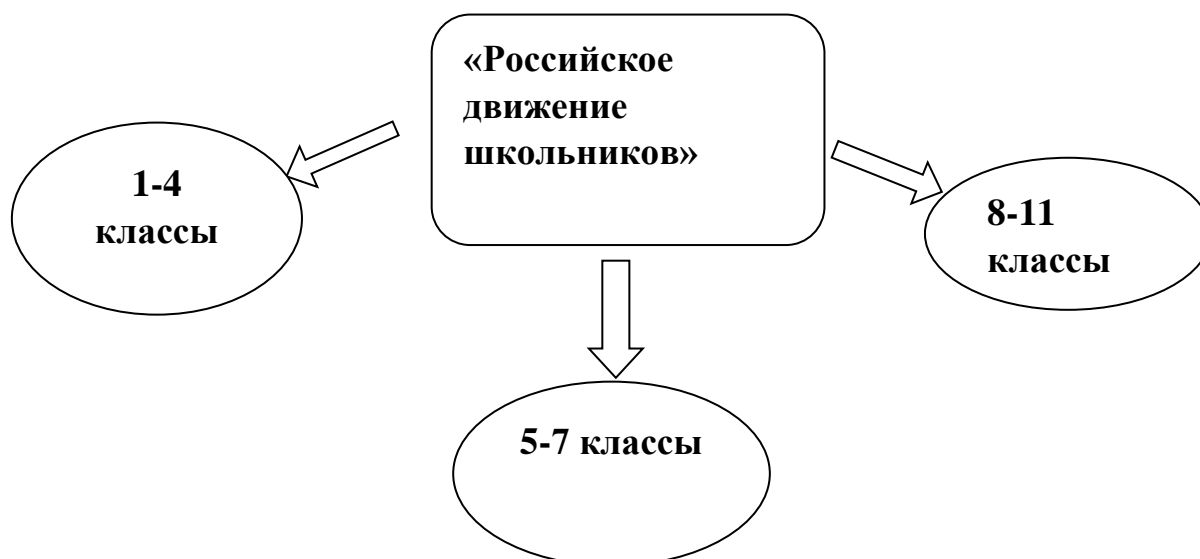 «Российское
движение
школьников»
1-4
классы
8-11
классы
5-7 классы